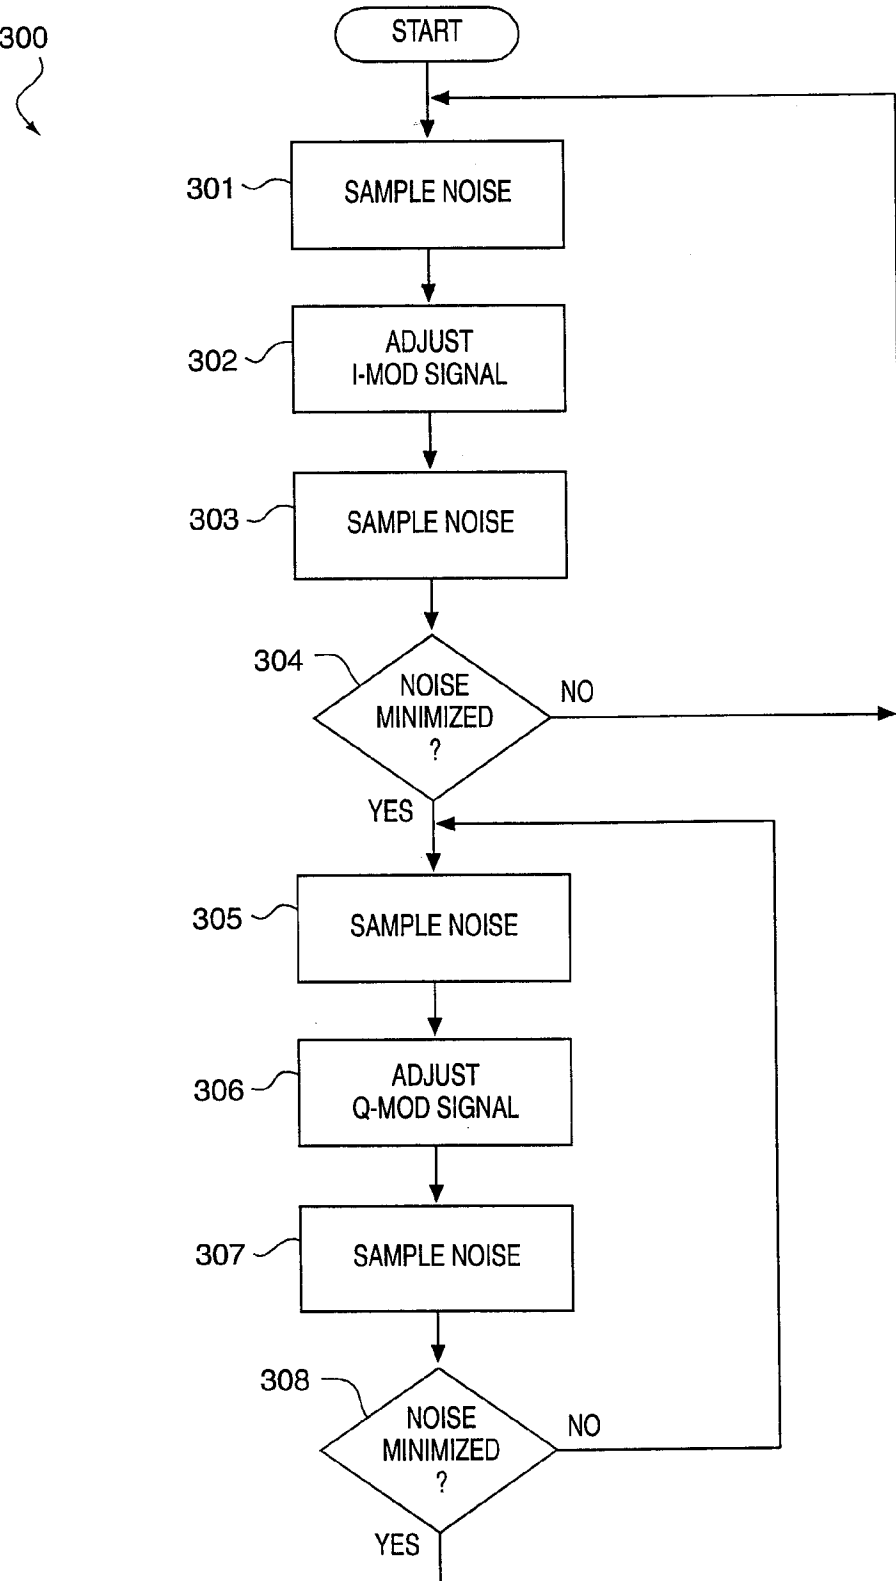 300
START
301
SAMPLE NOISE
302
ADJUST
I-MOD SIGNAL
303
SAMPLE NOISE
304
NOISE
MINIMIZED
?
NO
YES
305
SAMPLE NOISE
306
ADJUST
Q-MOD SIGNAL
307
SAMPLE NOISE
308
NOISE
MINIMIZED
?
NO
YES